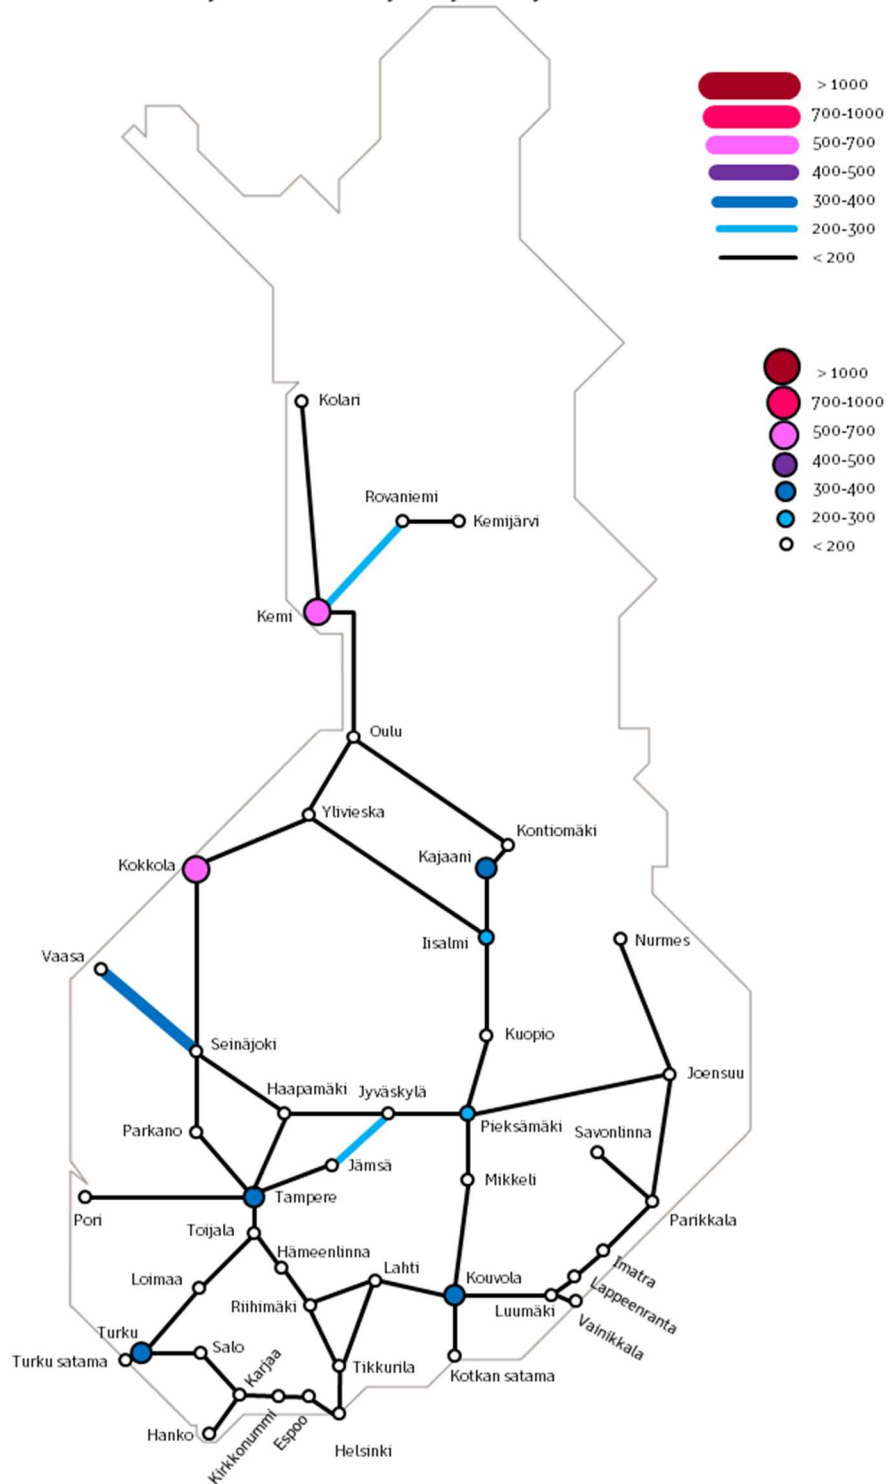 > 1000
700-1000
500-700
400-500
300-400
200-300
< 200
> 1000
700-1000
500-700
400-500
300-400
200-300
< 200
Kolari
Rovaniemi
Kemijärvi
Kemi
Oulu
Ylivieska
Kontiomäki
Kajaani
Kokkola
Iisalmi
Nurmes
Vaasa
Kuopio
Seinäjoki
Joensuu
Haapamäki
Jyväskylä
Parkano
Pieksämäki
Savonlinna
Jämsä
Mikkeli
Tampere
Pori
Parikkala
Toijala
Hämeenlinna
Lahti
Kouvola
Imatra
Loimaa
Riihimäki
Luumäki
Lappeenranta
Vainikkala
Turku
Salo
Turku satama
Karjaa
Tikkurila
Kotkan satama
Hanko
Kirkkonummi
Espoo
Helsinki